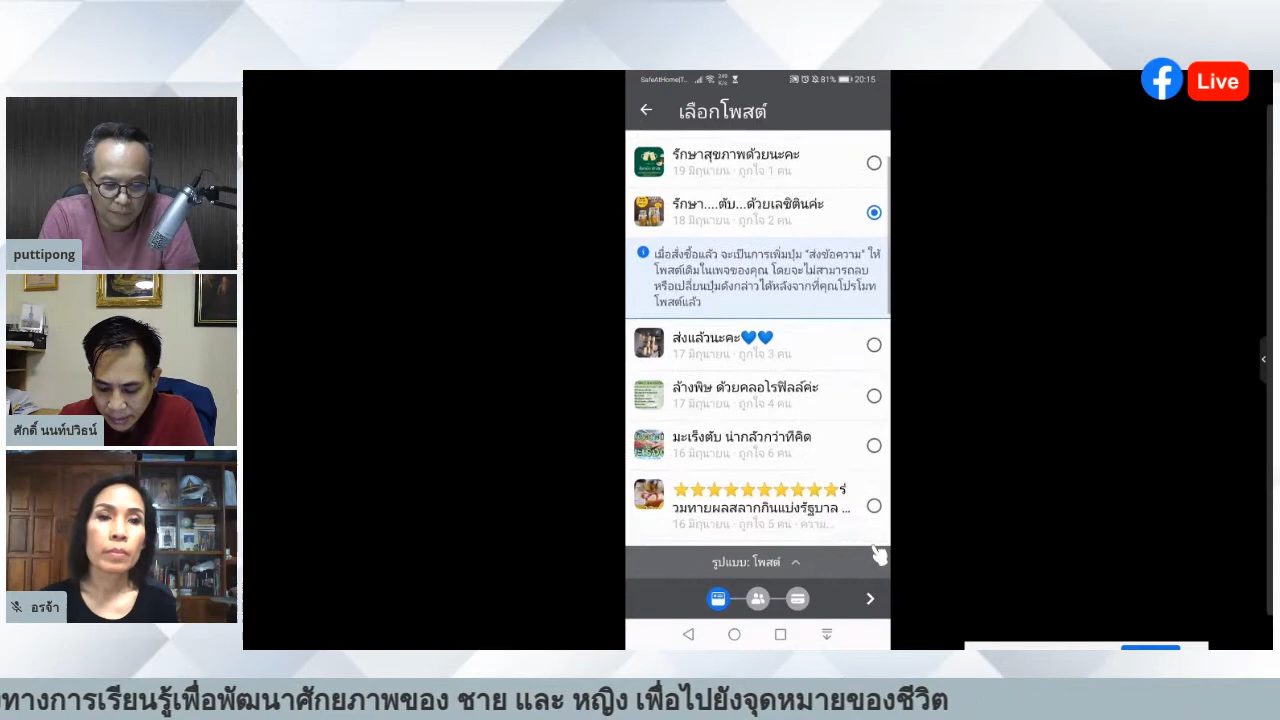 Live
SafeAtHome|T..
249
K/s
81%
20:15
เลือกโพสต์
รักษาสุขภาพด้วยนะคะ
19 มิถุนายน · ถูกใจ 1 คน
รักษา....ตับ...ด้วยเลซิตินค่ะ
18 มิถุนายน · ถูกใจ 2 คน
เมื่อสั่งซื้อแล้ว จะเป็นการเพิ่มปุ่ม "ส่งข้อความ" ให้
โพสต์เดิมในเพจของคุณ โดยจะไม่สามารถลบ
หรือเปลี่ยนปุ่มดังกล่าวได้หลังจากที่คุณโปรโมท
โพสต์แล้ว
ส่งแล้วนะคะ💙💙
17 มิถุนายน · ถูกใจ 3 คน
ล้างพิษ ด้วยคลอโรฟิลล์ค่ะ
17 มิถุนายน · ถูกใจ 4 คน
มะเร็งตับ น่ากลัวกว่าที่คิด
16 มิถุนายน · ถูกใจ 6 คน
⭐⭐⭐⭐⭐⭐⭐⭐⭐⭐ร่
วมทายผลสลากกินแบ่งรัฐบาล ...
16 มิถุนายน · ถูกใจ 5 คน · ความ...
รูปแบบ: โพสต์
puttipong
ศักดิ์ นนท์ปวิธน์
อรจ้า
ทางการเรียนรู้เพื่อพัฒนาศักยภาพของ ชาย และ หญิง เพื่อไปยังจุดหมายของชีวิต